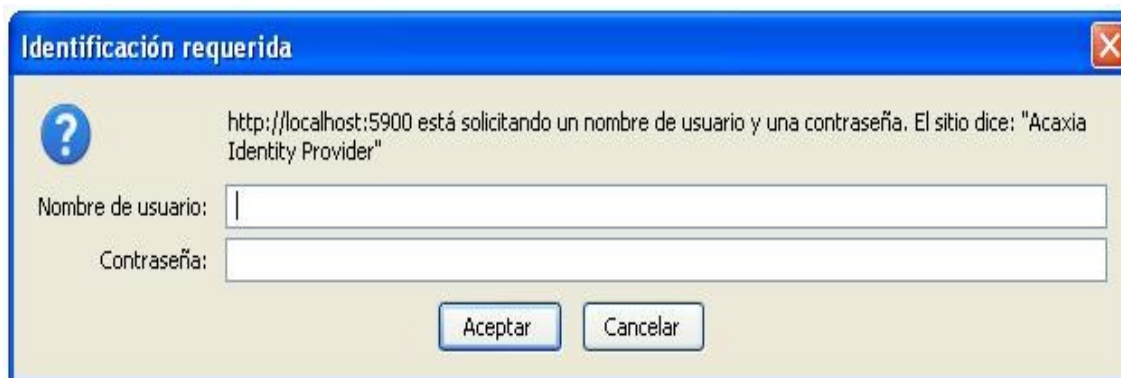 Identificación requerida
http://localhost:5900 está solicitando un nombre de usuario y una contraseña. El sitio dice: "Acaxia
Identity Provider"
Nombre de usuario:
Contraseña:
Aceptar
Cancelar